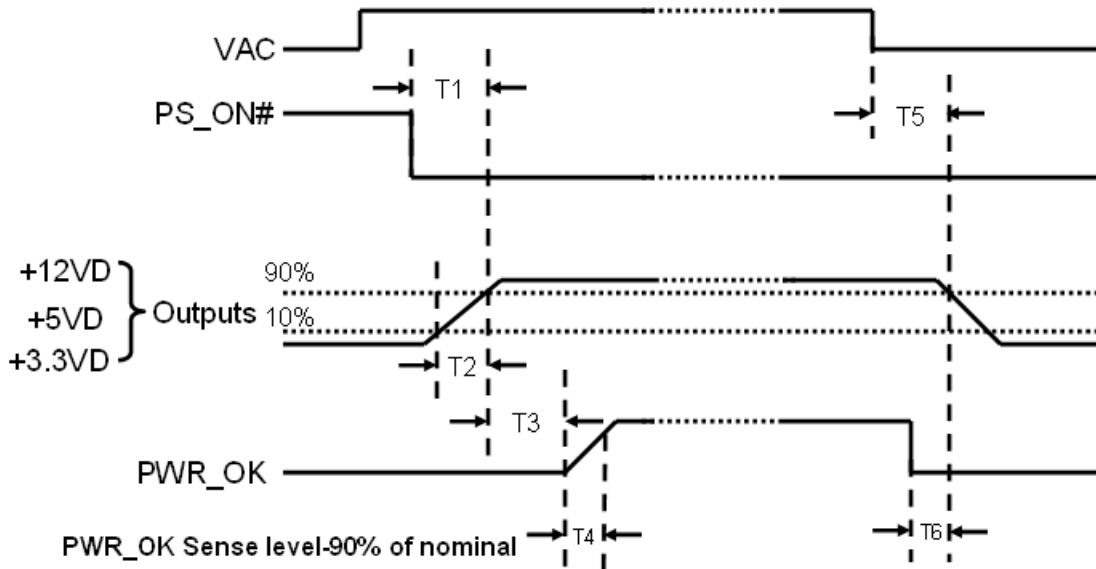 VAC
T1
PS_ON#
T5
+12VD
90%
+5VD
Outputs
10%
+3.3VD
T2
T3
PWR_OK
T4
T6
PWR_OK Sense level-90% of nominal